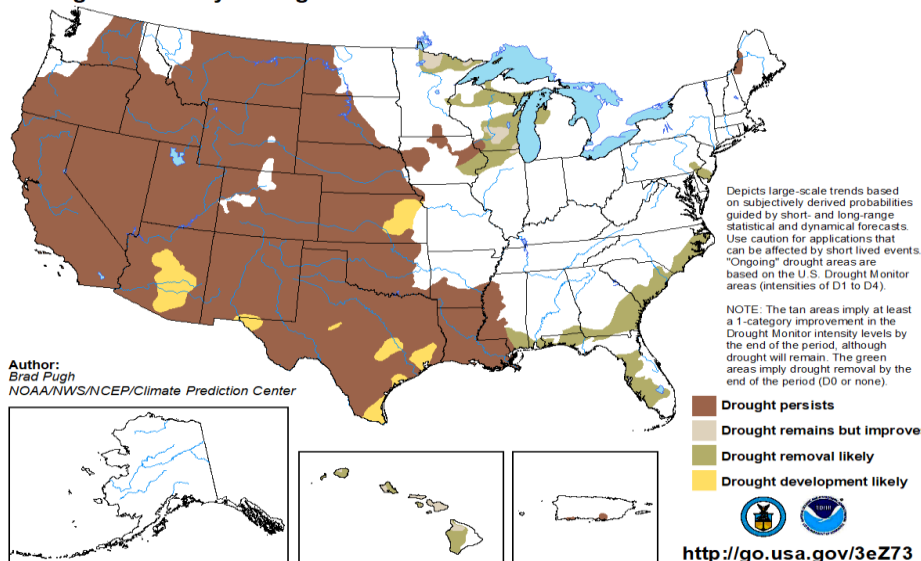 Depicts large-scale trends based
on subjectively derived probabilities
guided by short- and long-range
statistical and dynamical forecasts.
Use caution for applications that
can be affected by short lived events.
"Ongoing" drought areas are
based on the U.S. Drought Monitor
areas (intensities of D1 to D4).
NOTE: The tan areas imply at least
a 1-category improvement in the
Drought Monitor intensity levels by
the end of the period, although
drought will remain. The green
areas imply drought removal by the
end of the period (D0 or none).
Author:
Brad Pugh
NOAA/NWS/NCEP/Climate Prediction Center
Drought persists
Drought remains but improve
Drought removal likely
Drought development likely
http://go.usa.gov/3eZ73